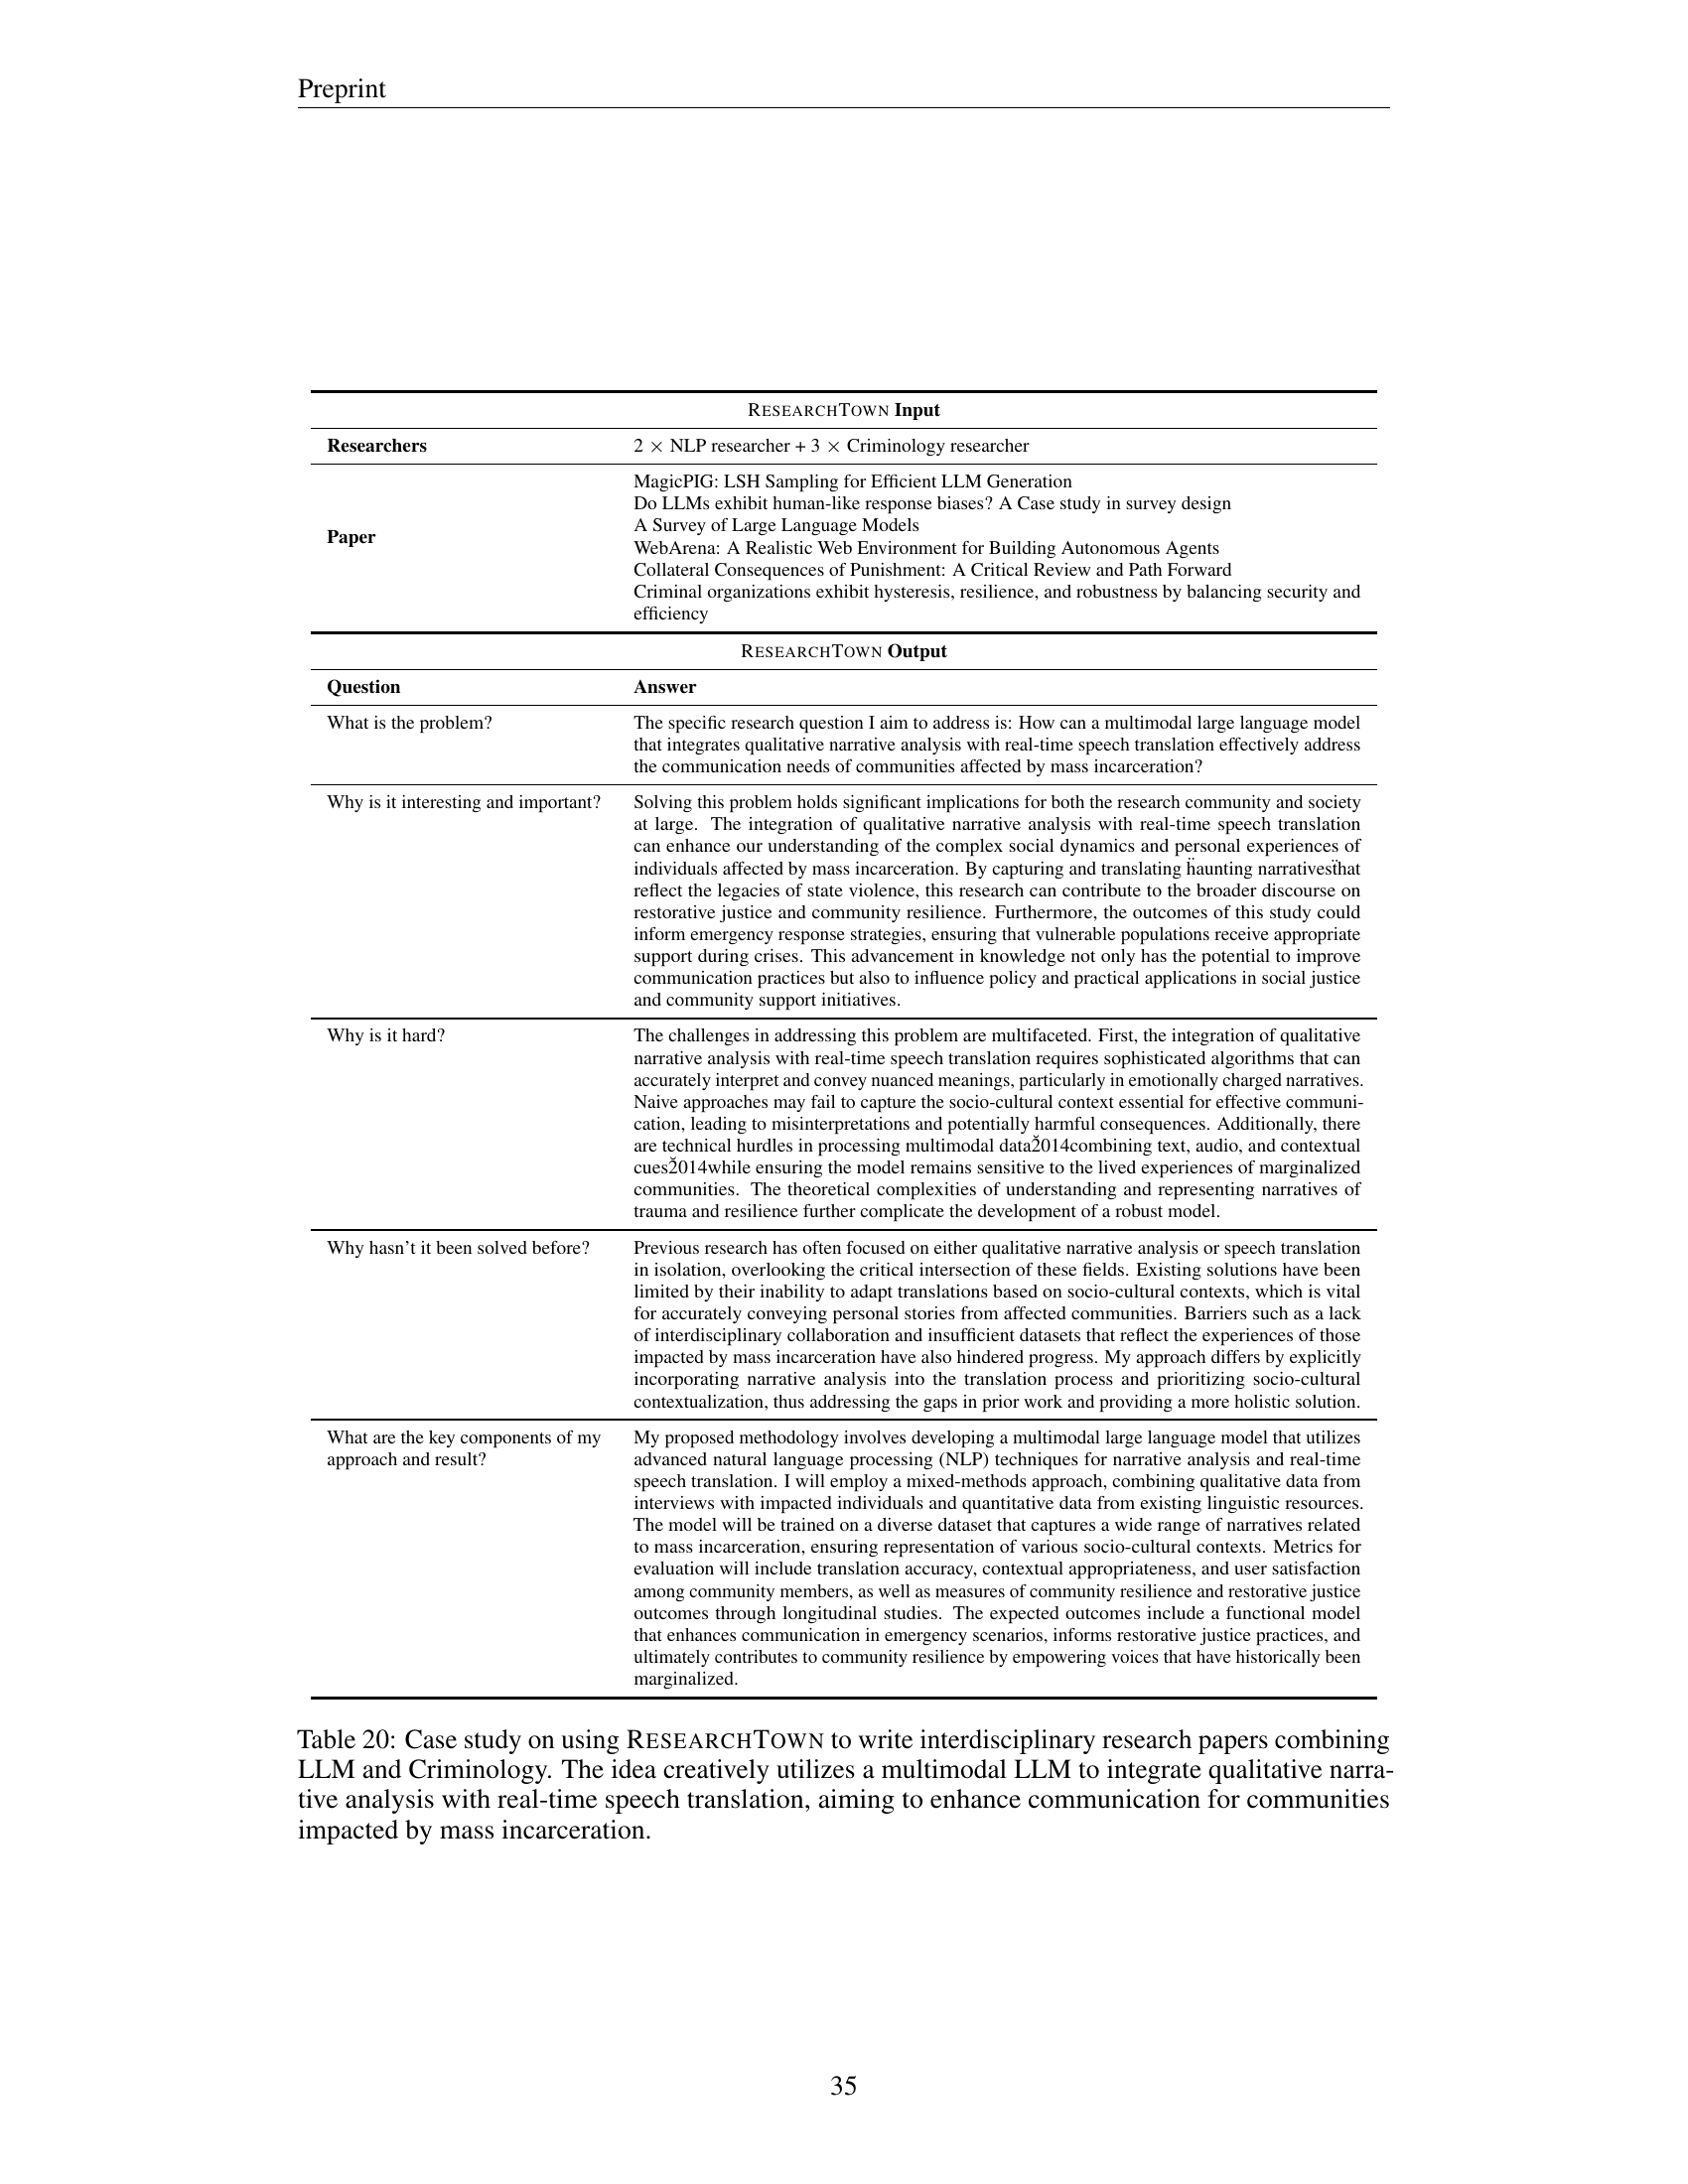 Preprint
RESEARCHTOWN Input
Researchers 2 × NLP researcher + 3 × Criminology researcher
Paper
MagicPIG: LSH Sampling for Efficient LLM Generation
Do LLMs exhibit human-like response biases? A Case study in survey design
A Survey of Large Language Models
WebArena: A Realistic Web Environment for Building Autonomous Agents
Collateral Consequences of Punishment: A Critical Review and Path Forward
Criminal organizations exhibit hysteresis, resilience, and robustness by balancing security and
efficiency
RESEARCHTOWN Output
Question Answer
What is the problem? The specific research question I aim to address is: How can a multimodal large language model
that integrates qualitative narrative analysis with real-time speech translation effectively address
the communication needs of communities affected by mass incarceration?
Why is it interesting and important? Solving this problem holds significant implications for both the research community and society
at large. The integration of qualitative narrative analysis with real-time speech translation
can enhance our understanding of the complex social dynamics and personal experiences of
individuals affected by mass incarceration. By capturing and translating ḧaunting narrativesẗhat
reflect the legacies of state violence, this research can contribute to the broader discourse on
restorative justice and community resilience. Furthermore, the outcomes of this study could
inform emergency response strategies, ensuring that vulnerable populations receive appropriate
support during crises. This advancement in knowledge not only has the potential to improve
communication practices but also to influence policy and practical applications in social justice
and community support initiatives.
Why is it hard? The challenges in addressing this problem are multifaceted. First, the integration of qualitative
narrative analysis with real-time speech translation requires sophisticated algorithms that can
accurately interpret and convey nuanced meanings, particularly in emotionally charged narratives.
Naive approaches may fail to capture the socio-cultural context essential for effective communi-
cation, leading to misinterpretations and potentially harmful consequences. Additionally, there
are technical hurdles in processing multimodal data2̆014combining text, audio, and contextual
cues2̆014while ensuring the model remains sensitive to the lived experiences of marginalized
communities. The theoretical complexities of understanding and representing narratives of
trauma and resilience further complicate the development of a robust model.
Why hasn't it been solved before? Previous research has often focused on either qualitative narrative analysis or speech translation
in isolation, overlooking the critical intersection of these fields. Existing solutions have been
limited by their inability to adapt translations based on socio-cultural contexts, which is vital
for accurately conveying personal stories from affected communities. Barriers such as a lack
of interdisciplinary collaboration and insufficient datasets that reflect the experiences of those
impacted by mass incarceration have also hindered progress. My approach differs by explicitly
incorporating narrative analysis into the translation process and prioritizing socio-cultural
contextualization, thus addressing the gaps in prior work and providing a more holistic solution.
What are the key components of my
approach and result?
My proposed methodology involves developing a multimodal large language model that utilizes
advanced natural language processing (NLP) techniques for narrative analysis and real-time
speech translation. I will employ a mixed-methods approach, combining qualitative data from
interviews with impacted individuals and quantitative data from existing linguistic resources.
The model will be trained on a diverse dataset that captures a wide range of narratives related
to mass incarceration, ensuring representation of various socio-cultural contexts. Metrics for
evaluation will include translation accuracy, contextual appropriateness, and user satisfaction
among community members, as well as measures of community resilience and restorative justice
outcomes through longitudinal studies. The expected outcomes include a functional model
that enhances communication in emergency scenarios, informs restorative justice practices, and
ultimately contributes to community resilience by empowering voices that have historically been
marginalized.
Table 20: Case study on using RESEARCHTOWN to write interdisciplinary research papers combining
LLM and Criminology. The idea creatively utilizes a multimodal LLM to integrate qualitative narra-
tive analysis with real-time speech translation, aiming to enhance communication for communities
impacted by mass incarceration.
35